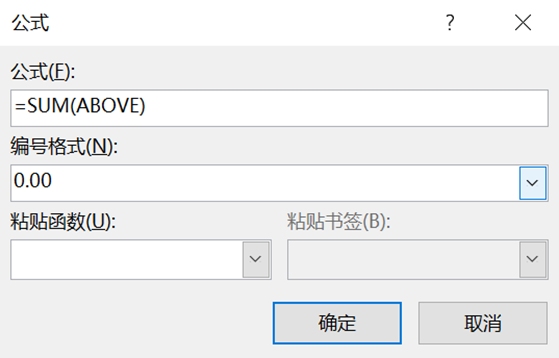 公式
?
公式(F):
=SUM(ABOVE)
编号格式(N):
0.00
粘贴函数(U): 粘贴书签(B):
确定 取消